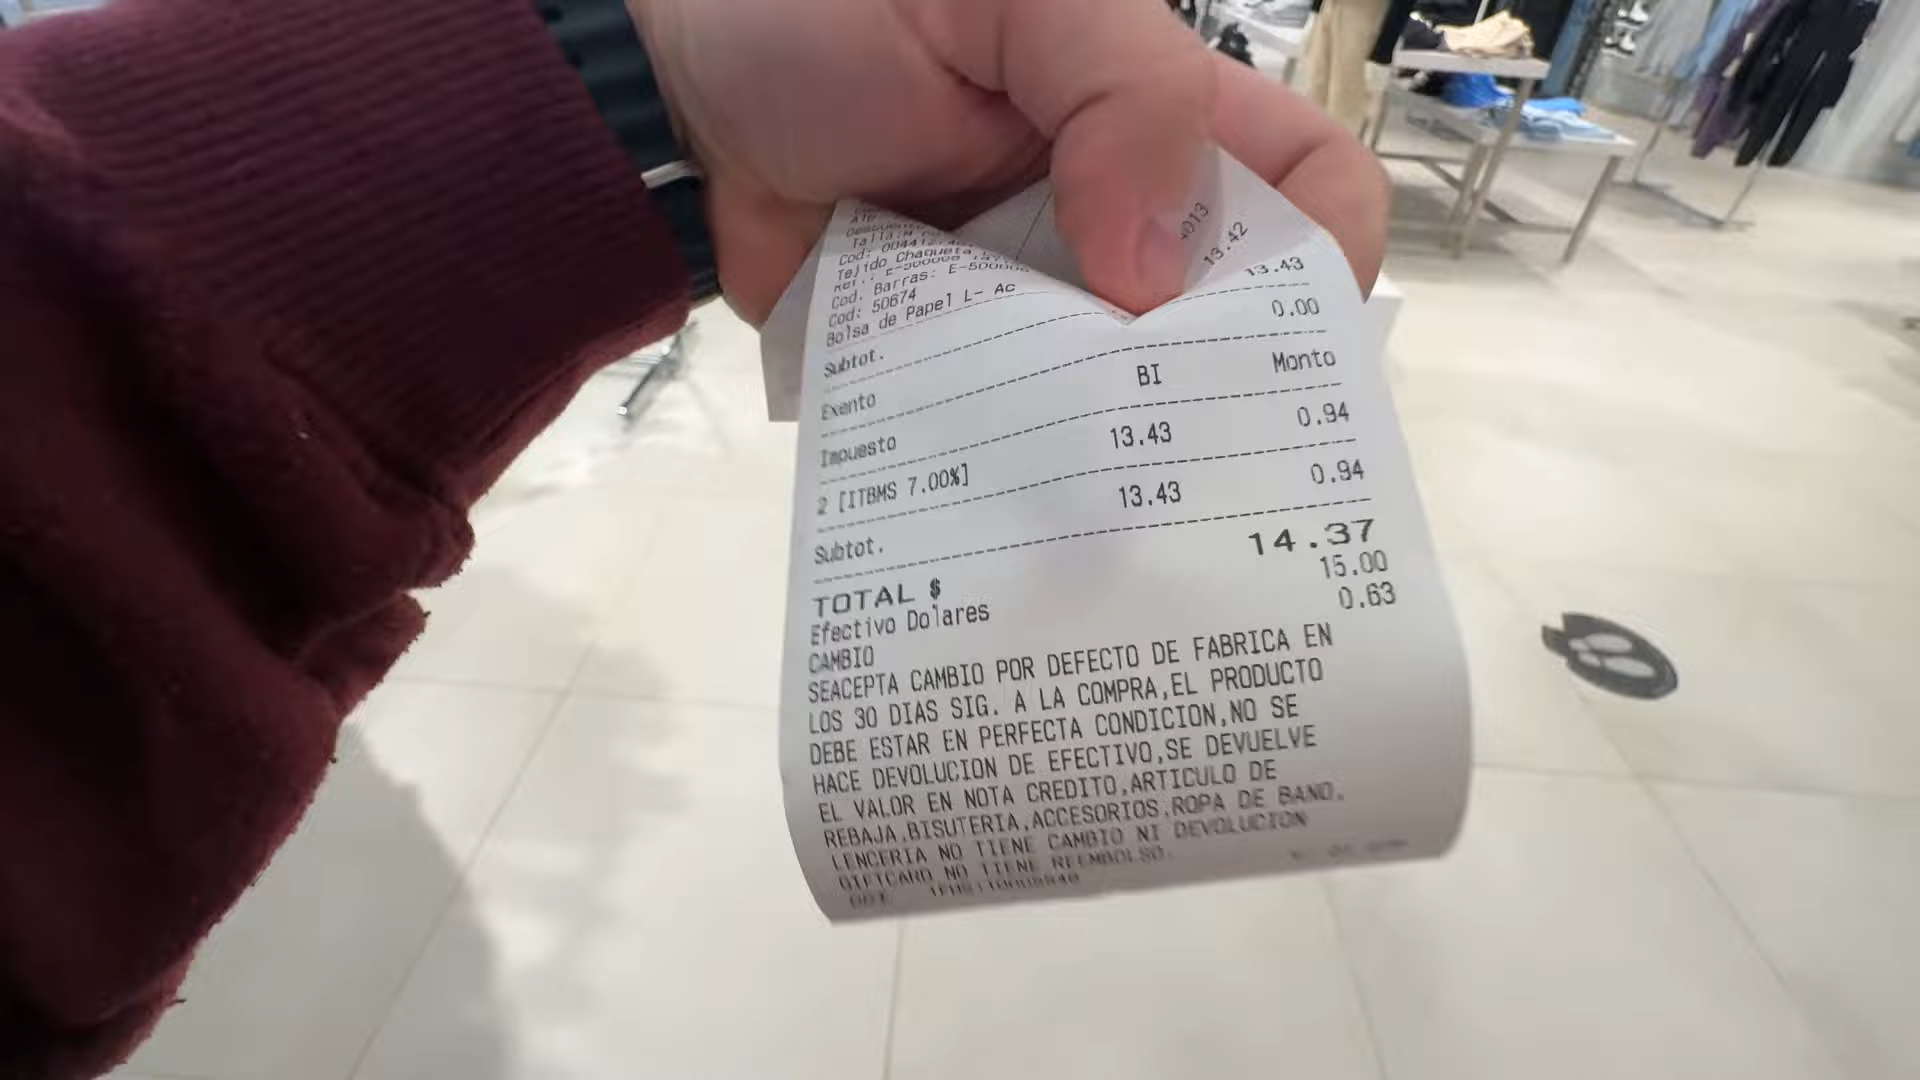 Talla:M
Tejido Chaqueta
Cod. Barras: E-50000
Cod: 50674
Bolsa de Papel L- Ac
13.42
Subtot. 13.43
Exento 0.00
Impuesto BI Monto
2 [ITBMS 7.00%] 13.43 0.94
Subtot. 13.43 0.94
TOTAL $ 14.37
Efectivo Dolares 15.00
CAMBIO 0.63
SEACEPTA CAMBIO POR DEFECTO DE FABRICA EN
LOS 30 DIAS SIG. A LA COMPRA,EL PRODUCTO
DEBE ESTAR EN PERFECTA CONDICION,NO SE
HACE DEVOLUCION DE EFECTIVO,SE DEVUELVE
EL VALOR EN NOTA CREDITO,ARTICULO DE
REBAJA,BISUTERIA,ACCESORIOS,ROPA DE BANO,
LENCERIA NO TIENE CAMBIO NI DEVOLUCION
GIFTCARD NO TIENE REEMBOLSO.